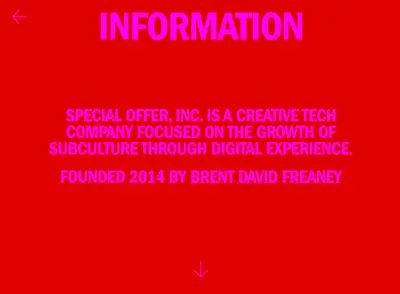 INFORMATION
SPECIAL OFFER, INC. IS A CREATIVE TECH
COMPANY FOCUSED ON THE GROWTH OF
SUBCULTURE THROUGH DIGITAL EXPERIENCE.
FOUNDED 2014 BY BRENT DAVID FREANEY